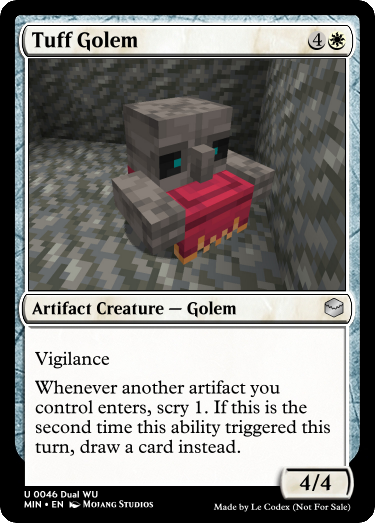 Tuff Golem 4
Artifact Creature — Golem
Vigilance
Whenever another artifact you
control enters, scry 1. If this is the
second time this ability triggered this
turn, draw a card instead.
4/4
U 0046 Dual WU
MIN • EN Mojang Studios
Made by Le Codex (Not For Sale)